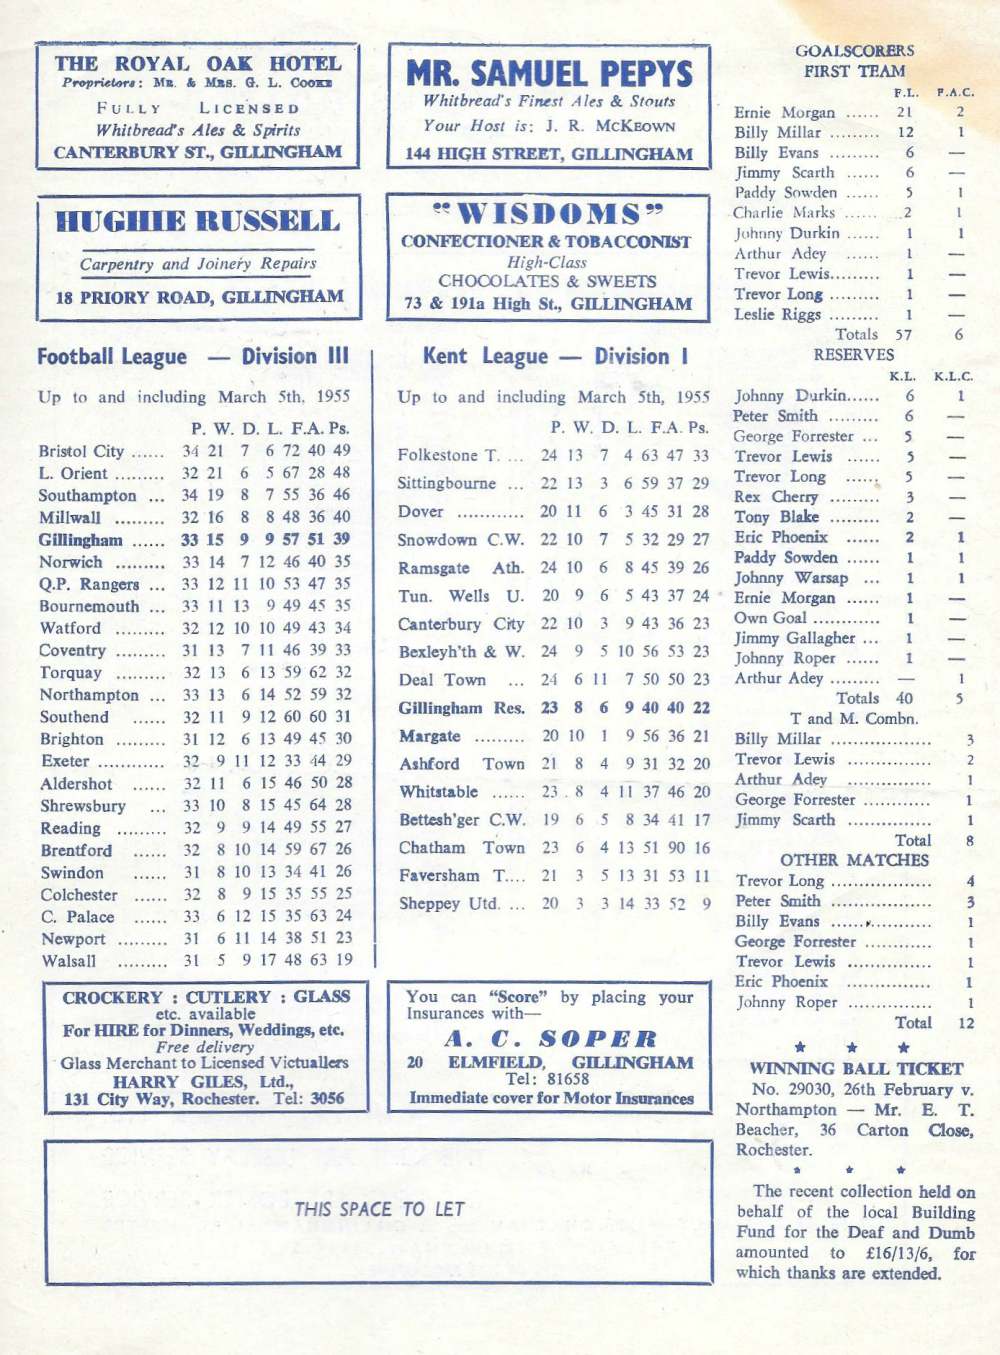 THE ROYAL OAK HOTEL
Proprietors: Mr. & Mrs. G. L. Cooke
FULLY LICENSED
Whitbread's Ales & Spirits
CANTERBURY ST., GILLINGHAM
MR. SAMUEL PEPYS
Whitbread's Finest Ales & Stouts
Your Host is: J. R. McKeown
144 HIGH STREET, GILLINGHAM
HUGHIE RUSSELL
Carpentry and Joinery Repairs
18 PRIORY ROAD, GILLINGHAM
"WISDOMS"
CONFECTIONER & TOBACCONIST
High-Class
CHOCOLATES & SWEETS
73 & 191a High St., GILLINGHAM
Football League — Division III
Up to and including March 5th, 1955
P. W. D. L. F. A. Ps.
Bristol City ...... 34 21 7 6 72 40 49
L. Orient ......... 32 21 6 5 67 28 48
Southampton ... 34 19 8 7 55 36 46
Millwall ......... 32 16 8 8 48 36 40
Gillingham ...... 33 15 9 9 57 51 39
Norwich ......... 33 14 7 12 46 40 35
Q.P. Rangers ... 33 12 11 10 53 47 35
Bournemouth ... 33 11 13 9 49 45 35
Watford ......... 32 12 10 10 49 43 34
Coventry ......... 31 13 7 11 46 39 33
Torquay ......... 32 13 6 13 59 62 32
Northampton ... 33 13 6 14 52 59 32
Southend ...... 32 11 9 12 60 60 31
Brighton ......... 31 12 6 13 49 45 30
Exeter ............ 32 9 11 12 33 44 29
Aldershot ...... 32 11 6 15 46 50 28
Shrewsbury ... 33 10 8 15 45 64 28
Reading ......... 32 9 9 14 49 55 27
Brentford ...... 32 8 10 14 59 67 26
Swindon ...... 31 8 10 13 34 41 26
Colchester ...... 32 8 9 15 35 55 25
C. Palace ...... 33 6 12 15 35 63 24
Newport ......... 31 6 11 14 38 51 23
Walsall ......... 31 5 9 17 48 63 19
Kent League — Division I
Up to and including March 5th, 1955
P. W. D. L. F. A. Ps.
Folkestone T. ... 24 13 7 4 63 47 33
Sittingbourne ... 22 13 3 6 59 37 29
Dover ............ 20 11 6 3 45 31 28
Snowdown C.W. 22 10 7 5 32 29 27
Ramsgate Ath. 24 10 6 8 45 39 26
Tun. Wells U. 20 9 6 5 43 37 24
Canterbury City 22 10 3 9 43 36 23
Bexleyh'th & W. 24 9 5 10 56 53 23
Deal Town ... 24 6 11 7 50 50 23
Gillingham Res. 23 8 6 9 40 40 22
Margate ......... 20 10 1 9 56 36 21
Ashford Town 21 8 4 9 31 32 20
Whitstable ...... 23 8 4 11 37 46 20
Bettesh'ger C.W. 19 6 5 8 34 41 17
Chatham Town 23 6 4 13 51 90 16
Faversham T.... 21 3 5 13 31 53 11
Sheppey Utd. ... 20 3 3 14 33 52 9
CROCKERY : CUTLERY : GLASS
etc. available
For HIRE for Dinners, Weddings, etc.
Free delivery
Glass Merchant to Licensed Victuallers
HARRY GILES, Ltd.,
131 City Way, Rochester. Tel: 3056
You can "Score" by placing your
Insurances with—
A. C. SOPER
20 ELMFIELD, GILLINGHAM
Tel: 81658
Immediate cover for Motor Insurances
THIS SPACE TO LET
GOALSCORERS
FIRST TEAM
F.L. F.A.C.
Ernie Morgan ...... 21 2
Billy Millar ......... 12 1
Billy Evans ......... 6 —
Jimmy Scarth ...... 6 —
Paddy Sowden ...... 5 1
Charlie Marks ...... 2 1
Johnny Durkin ...... 1 1
Arthur Adey ...... 1 —
Trevor Lewis......... 1 —
Trevor Long ......... 1 —
Leslie Riggs ......... 1 —
Totals 57 6
RESERVES
K.L. K.L.C.
Johnny Durkin...... 6 1
Peter Smith ......... 6 —
George Forrester ... 5 —
Trevor Lewis ...... 5 —
Trevor Long ...... 5 —
Rex Cherry ......... 3 —
Tony Blake ......... 2 —
Eric Phoenix ...... 2 1
Paddy Sowden ...... 1 1
Johnny Warsap ... 1 1
Ernie Morgan ...... 1 —
Own Goal ............ 1 —
Jimmy Gallagher ... 1 —
Johnny Roper ...... 1 —
Arthur Adey ......... — 1
Totals 40 5
T and M. Combn.
Billy Millar ................ 3
Trevor Lewis ............... 2
Arthur Adey ............... 1
George Forrester ............ 1
Jimmy Scarth ............... 1
Total 8
OTHER MATCHES
Trevor Long ................. 4
Peter Smith ................ 3
Billy Evans ............... 1
George Forrester ............ 1
Trevor Lewis ............... 1
Eric Phoenix ............... 1
Johnny Roper ............... 1
Total 12
★ ★ ★
WINNING BALL TICKET
No. 29030, 26th February v.
Northampton — Mr. E. T.
Beacher, 36 Carton Close,
Rochester.
★ ★ ★
The recent collection held on
behalf of the local Building
Fund for the Deaf and Dumb
amounted to £16/13/6, for
which thanks are extended.